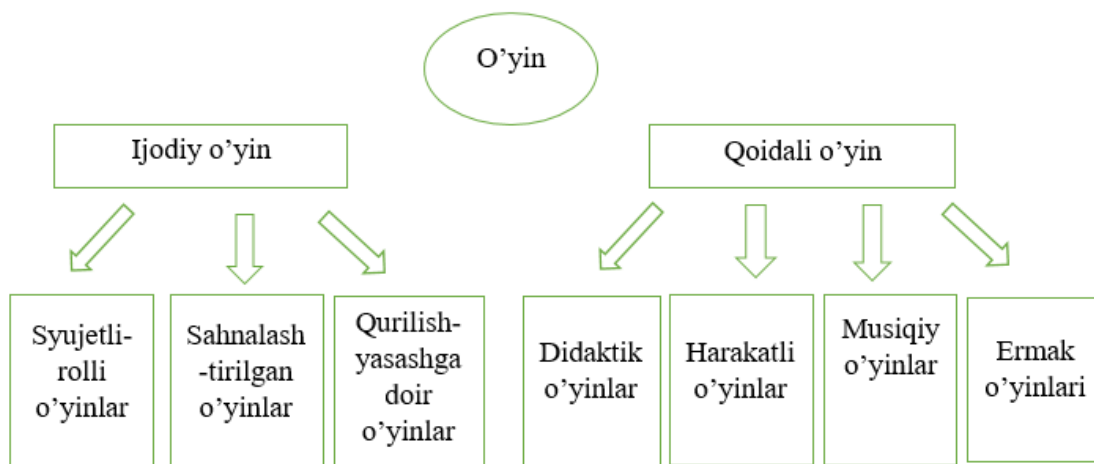 O’yin
Ijodiy o’yin
Qoidali o’yin
Syujetli-
rolli
o’yinlar
Sahnalash
-tirilgan
o’yinlar
Qurilish-
yasashga
doir
o’yinlar
Didaktik
o’yinlar
Harakatli
o’yinlar
Musiqiy
o’yinlar
Ermak
o’yinlari